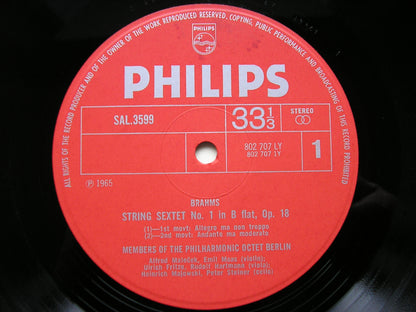 ALL RIGHTS OF THE RECORD PRODUCER AND OF THE OWNER OF THE WORK REPRODUCED RESERVED, COPYING, PUBLIC PERFORMANCE AND BROADCASTING OF THIS RECORD PROHIBITED
PHILIPS
PHILIPS
SAL.3599
33 1/3
STEREO
802 707 LY
802 707 1Y
1
℗ 1965
BRAHMS
STRING SEXTET No. 1 in B flat, Op. 18
(1)—1st movt: Allegro ma non troppo
(2)—2nd movt: Andante ma moderato
MEMBERS OF THE PHILHARMONIC OCTET BERLIN
Alfred Malaček, Emil Maas (violins);
Ulrich Fritze, Rudolf Hartmann (violas);
Heinrich Majowski, Peter Steiner (celli).